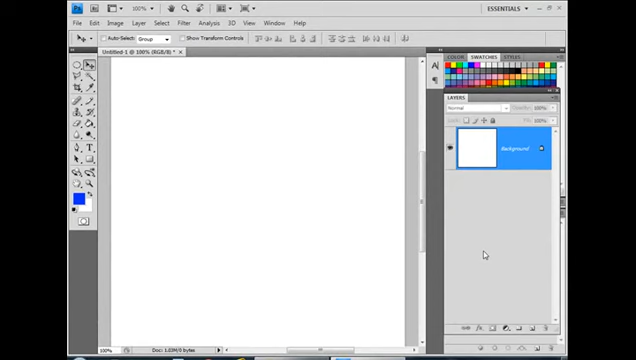 Ps Br 100% ESSENTIALS
File Edit Image Layer Select Filter Analysis 3D View Window Help
Auto-Select: Group Show Transform Controls
Untitled-1 @ 100% (RGB/8) * ×
COLOR SWATCHES STYLES
LAYERS
Normal Opacity: 100%
Lock: Fill: 100%
Background
100% Doc: 1.03M/0 bytes